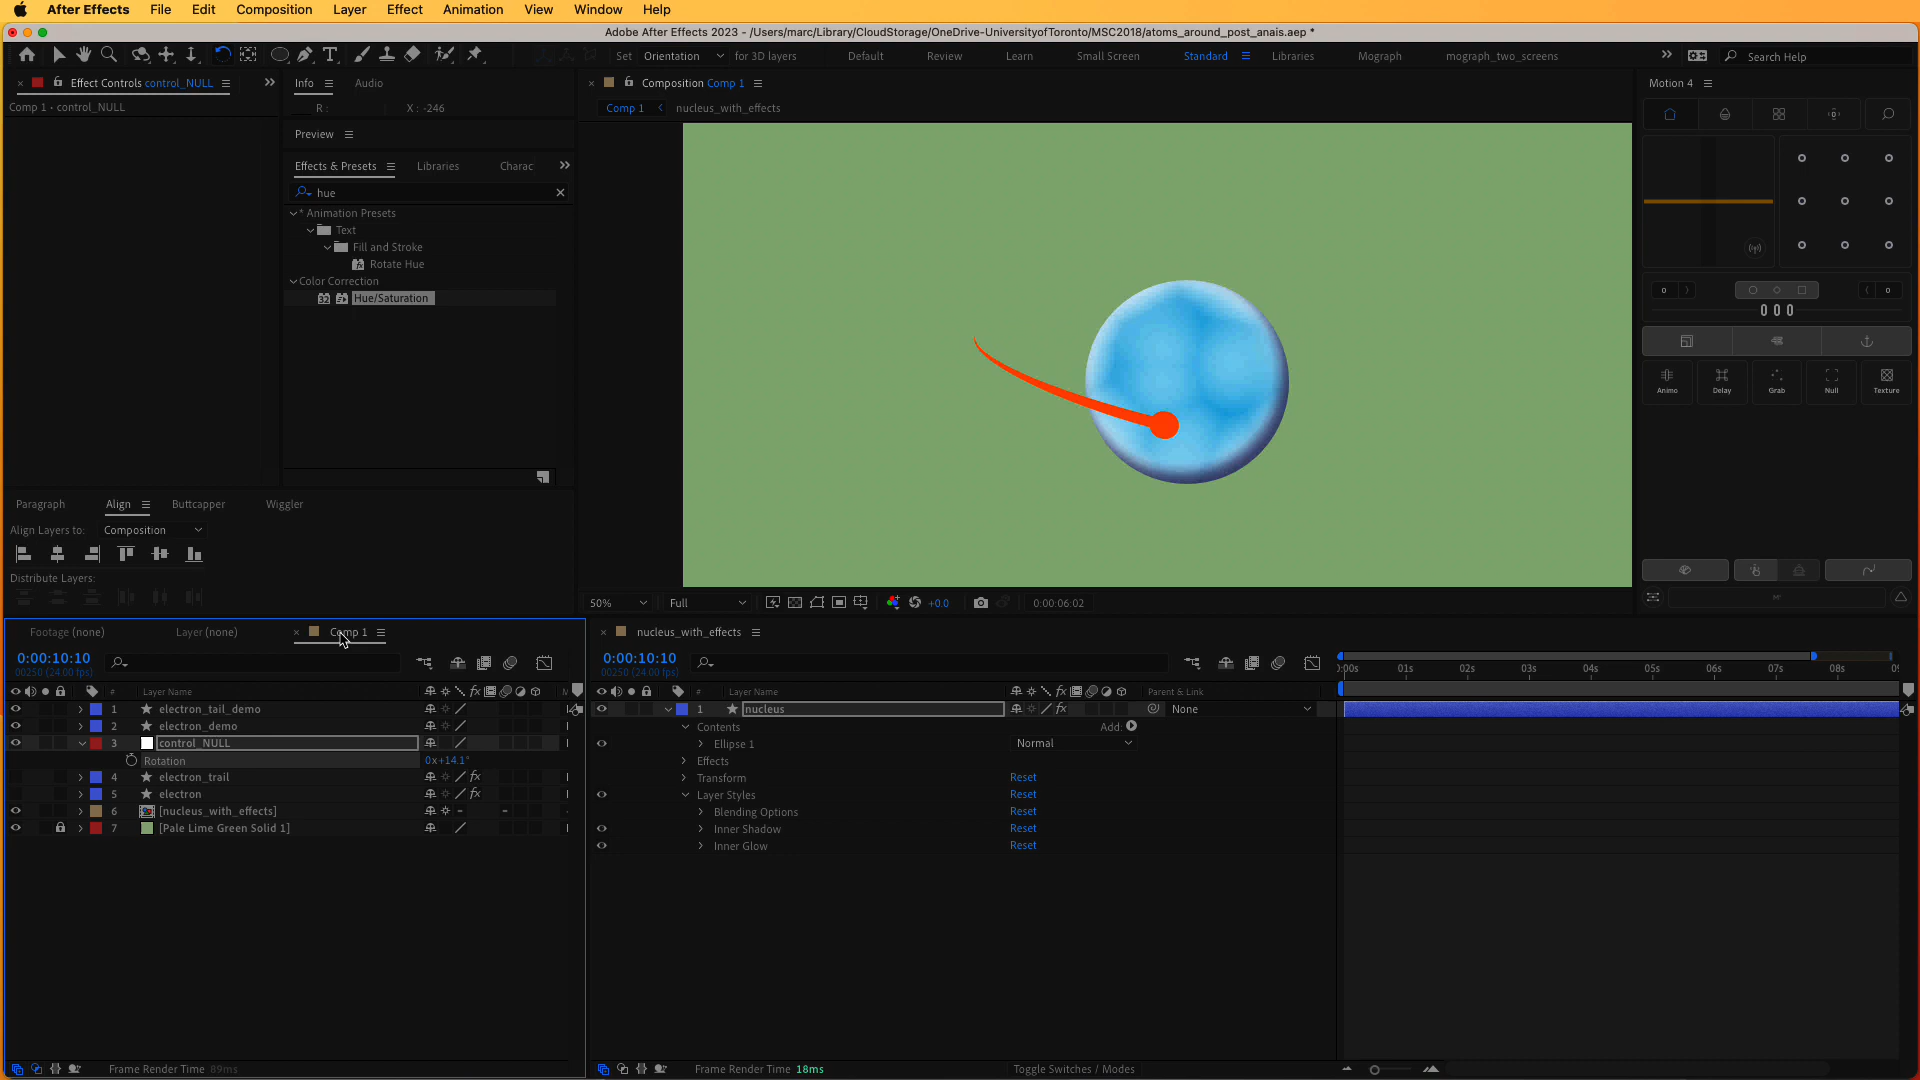 After Effects File Edit Composition Layer Effect Animation View Window Help
Adobe After Effects 2023 - /Users/marc/Library/CloudStorage/OneDrive-UniversityofToronto/MSC2018/atoms_around_post_anais.aep *
Set Orientation for 3D layers Default Review Learn Small Screen Standard Libraries Mograph mograph_two_screens Search Help
Effect Controls control_NULL
Comp 1 • control_NULL
Info Audio
R : X : -246
Preview
Effects & Presets Libraries Charac
hue
* Animation Presets
Text
Fill and Stroke
Rotate Hue
Color Correction
32 Hue/Saturation
Composition Comp 1
Comp 1 nucleus_with_effects
Motion 4
0 0
0 0 0
Animo Delay Grab Null Texture
Paragraph Align Buttcapper Wiggler
Align Layers to: Composition
Distribute Layers:
50% Full +0.0 0:00:06:02
Footage (none) Layer (none) Comp 1
0:00:10:10
00250 (24.00 fps)
# Layer Name
1 electron_tail_demo
2 electron_demo
3 control_NULL
Rotation 0x+14.1°
4 electron_trail
5 electron
6 [nucleus_with_effects]
7 [Pale Lime Green Solid 1]
Frame Render Time 89ms
nucleus_with_effects
0:00:10:10
00250 (24.00 fps)
):00s 01s 02s 03s 04s 05s 06s 07s 08s
# Layer Name Parent & Link
1 nucleus None
Contents Add:
Ellipse 1 Normal
Effects
Transform Reset
Layer Styles Reset
Blending Options Reset
Inner Shadow Reset
Inner Glow Reset
Frame Render Time 18ms Toggle Switches / Modes